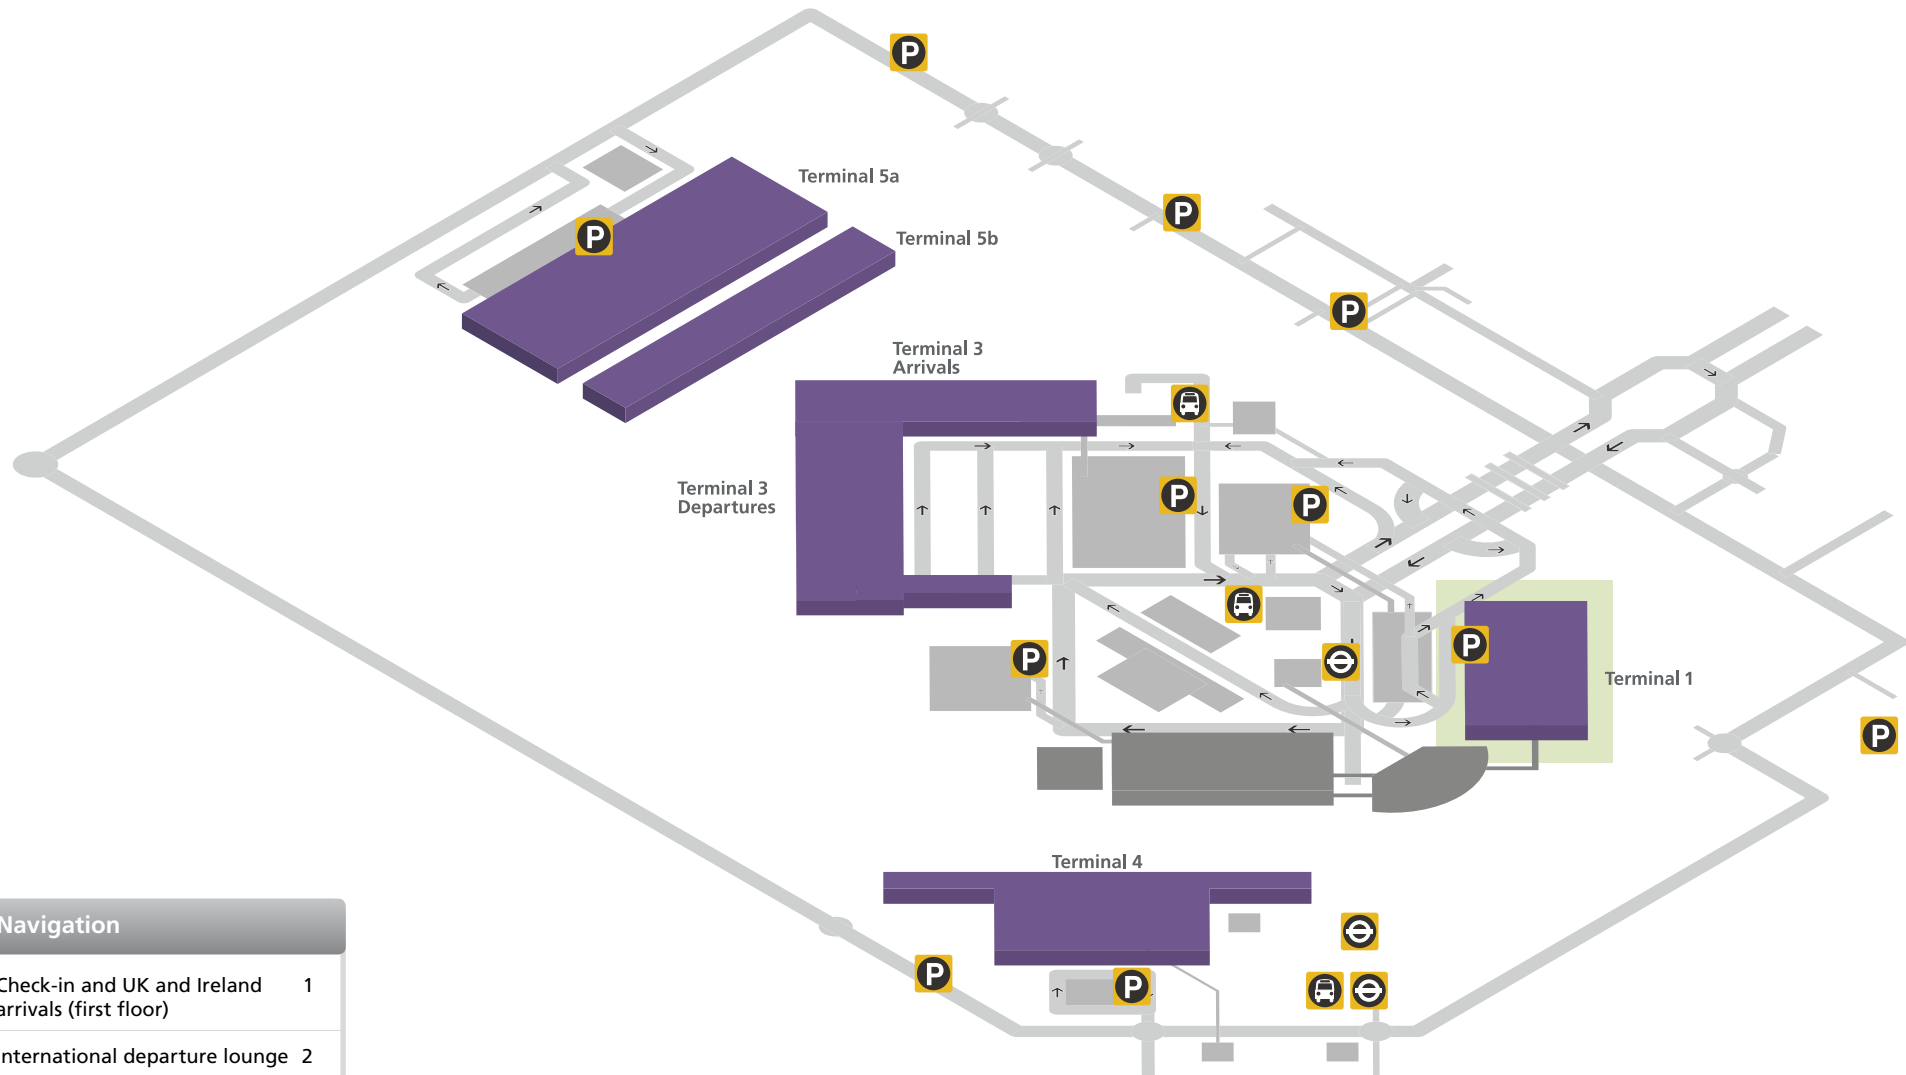 P
P
Terminal 5a
P
P
Terminal 5b
P
Terminal 3
Arrivals
Terminal 3
Departures
P
P
P
P
Terminal 1
P
Terminal 4
Navigation
P
P
Check-in and UK and Ireland 1
arrivals (first floor)
International departure lounge 2